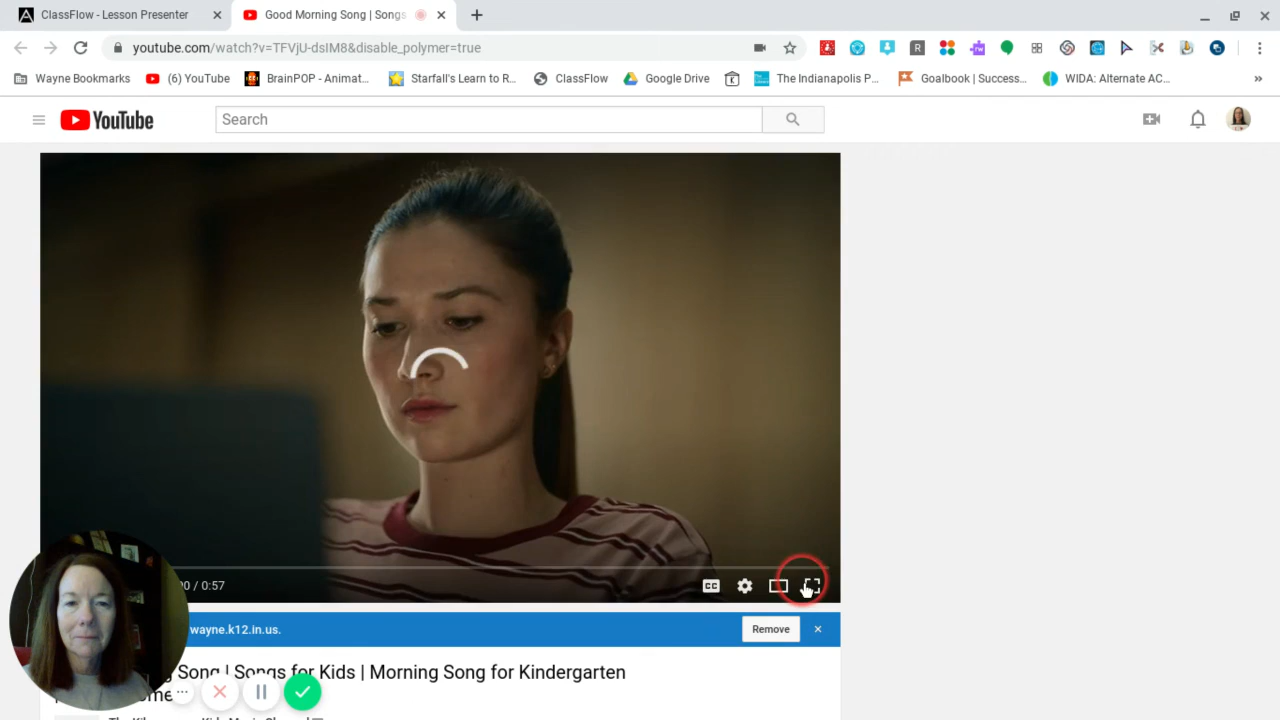 ClassFlow - Lesson Presenter
Good Morning Song | Songs
youtube.com/watch?v=TFVjU-dsIM8&disable_polymer=true
Wayne Bookmarks
(6) YouTube
BrainPOP - Animat...
Starfall's Learn to R...
ClassFlow
Google Drive
The Indianapolis P...
Goalbook | Success...
WIDA: Alternate AC...
YouTube
Search
/ 0:57
CC
wayne.k12.in.us.
Remove
Song | Songs for Kids | Morning Song for Kindergarten